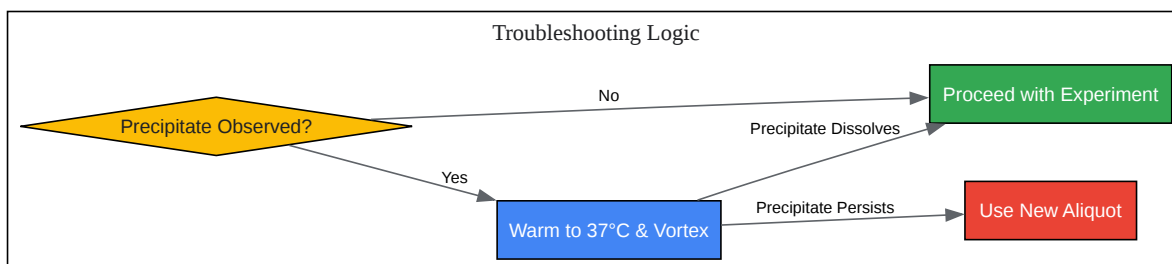 Troubleshooting Logic
Precipitate Observed?
No
Yes
Warm to 37°C & Vortex
Precipitate Dissolves
Precipitate Persists
Proceed with Experiment
Use New Aliquot